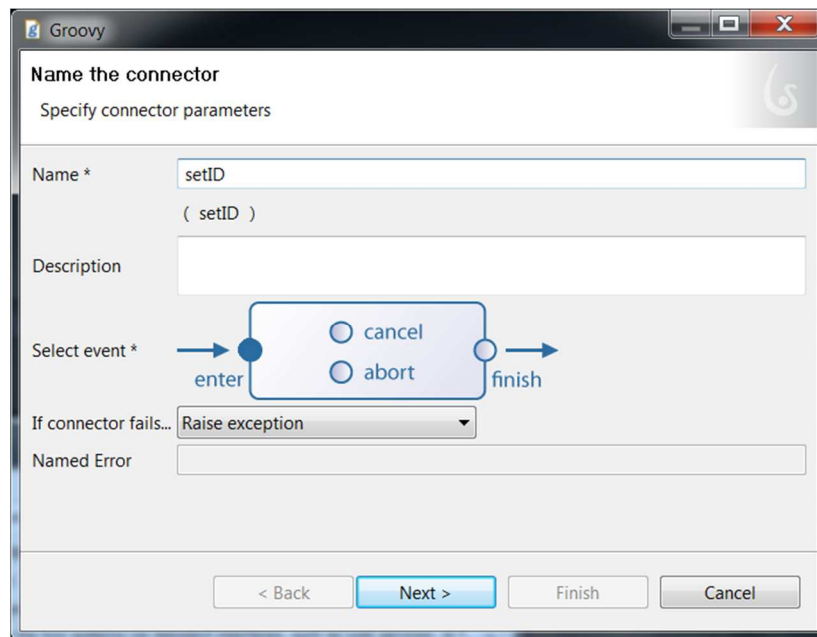 Groovy
Name the connector
Specify connector parameters
Name *
setID
( setID )
Description
Select event *
enter
cancel
abort
finish
If connector fails...
Raise exception
Named Error
< Back
Next >
Finish
Cancel